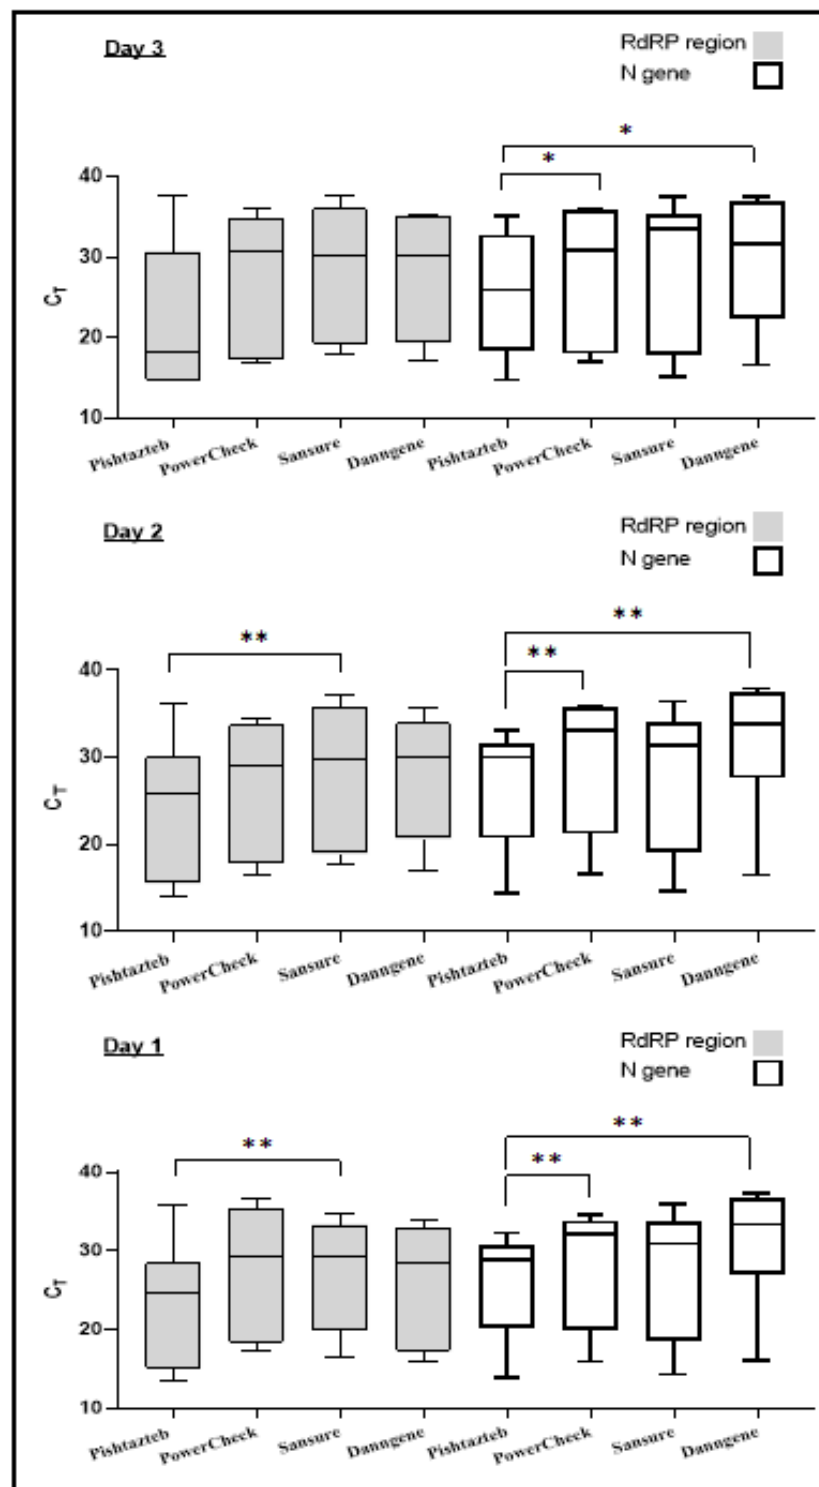 Day 3
RdRP region
N gene
*
*
40
30
20
10
CT
Pishtazteb PowerCheck Sansure Danngene Pishtazteb PowerCheck Sansure Danngene
Day 2
RdRP region
N gene
**
**
**
40
30
20
10
CT
Pishtazteb PowerCheck Sansure Danngene Pishtazteb PowerCheck Sansure Danngene
Day 1
RdRP region
N gene
**
**
**
40
30
20
10
CT
Pishtazteb PowerCheck Sansure Danngene Pishtazteb PowerCheck Sansure Danngene